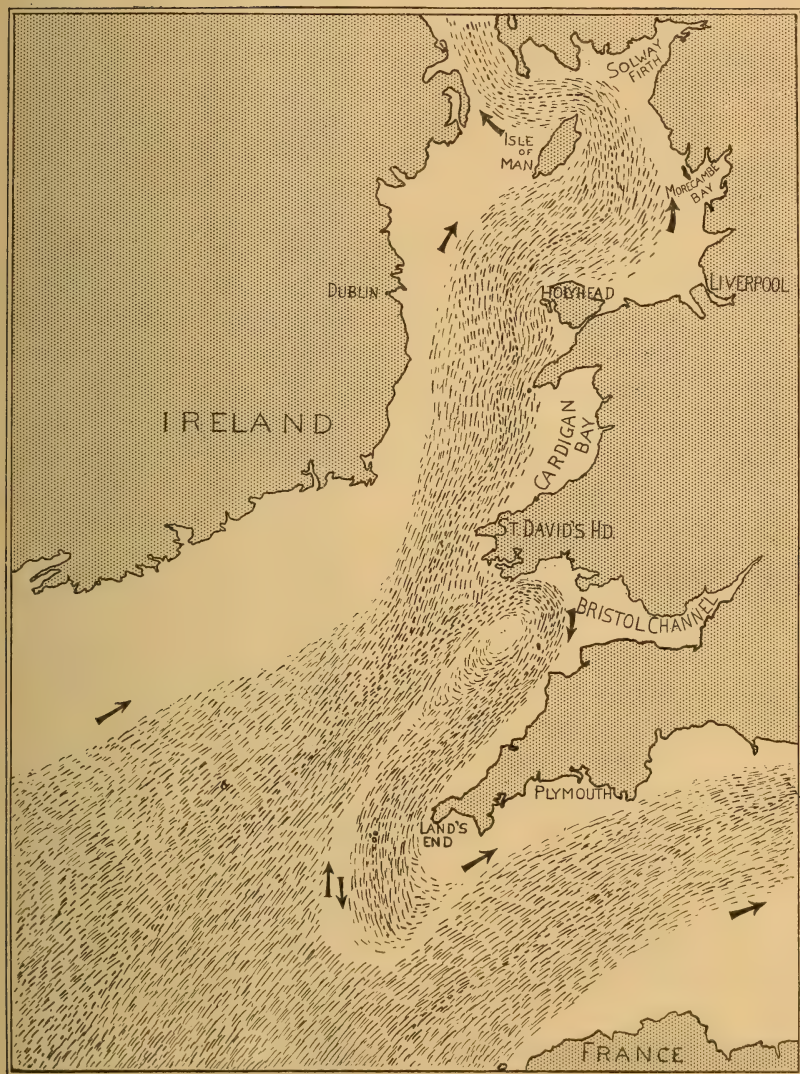 SOLWAY
FIRTH
ISLE
OF
MAN
MORECAMBE
BAY
DUBLIN
HOLYHEAD
LIVERPOOL
IRELAND
CARDIGAN
BAY
ST. DAVID'S HD.
BRISTOL CHANNEL
PLYMOUTH
LAND'S
END
FRANCE